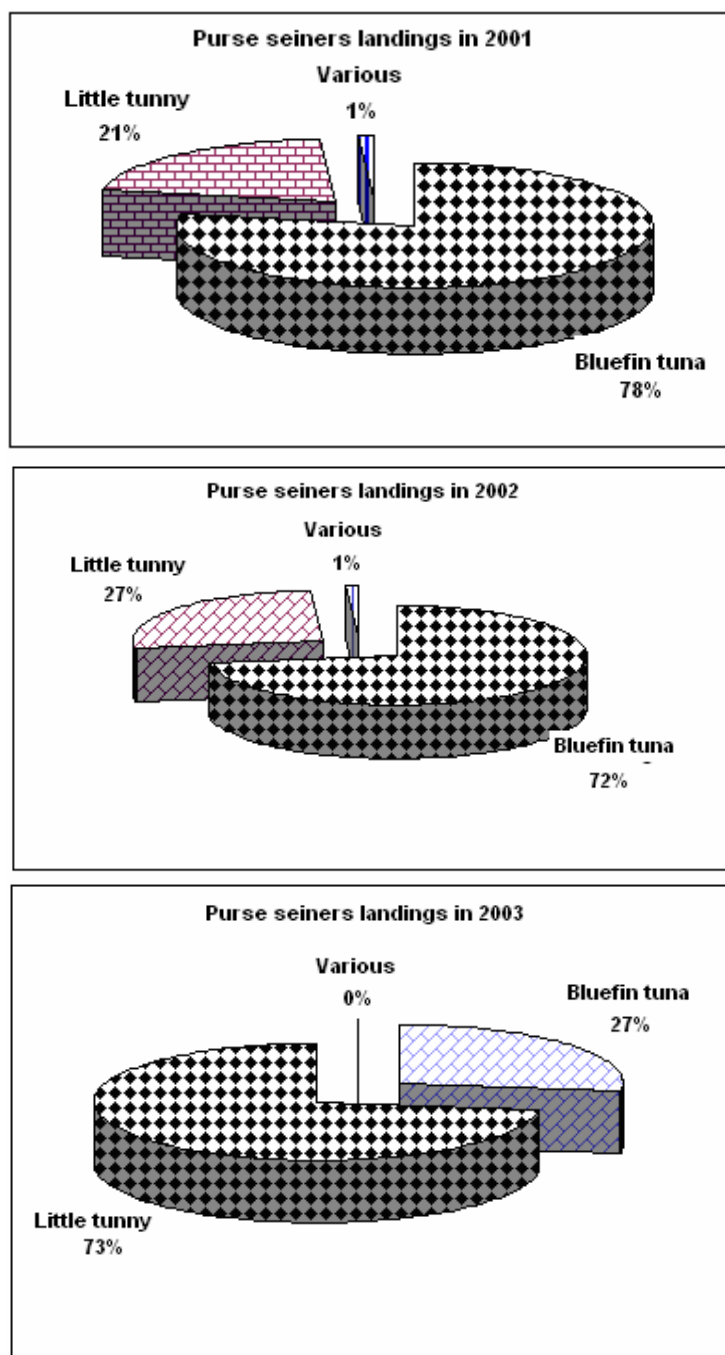 Purse seiners landings in 2001
Various
1%
Little tunny
21%
Bluefin tuna
78%
Purse seiners landings in 2002
Various
1%
Little tunny
27%
Bluefin tuna
72%
Purse seiners landings in 2003
Various
0%
Bluefin tuna
27%
Little tunny
73%